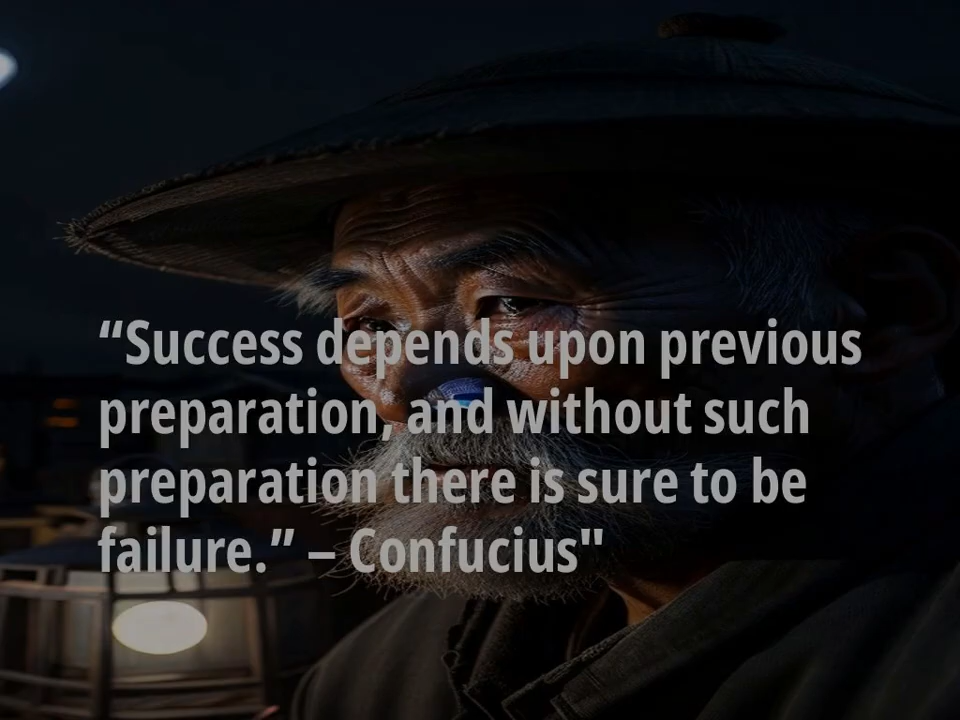 “Success depends upon previous
preparation, and without such
preparation there is sure to be
failure.” – Confucius"